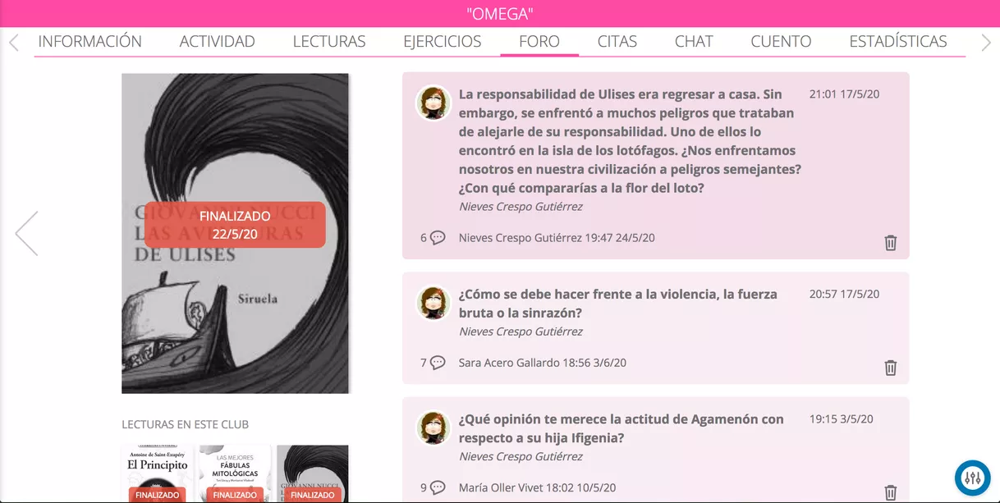 "OMEGA"
INFORMACIÓN ACTIVIDAD LECTURAS EJERCICIOS FORO CITAS CHAT CUENTO ESTADÍSTICAS
GIOVANNI NUCCI
LAS AVENTURAS
DE ULISES
Siruela
FINALIZADO
22/5/20
LECTURAS EN ESTE CLUB
Antoine de Saint-Exupéry
El Principito
FINALIZADO
LAS MEJORES
FÁBULAS
MITOLÓGICAS
FINALIZADO
GIOVANNI NUCCI
FINALIZADO
La responsabilidad de Ulises era regresar a casa. Sin
embargo, se enfrentó a muchos peligros que trataban
de alejarle de su responsabilidad. Uno de ellos lo
encontró en la isla de los lotófagos. ¿Nos enfrentamos
nosotros en nuestra civilización a peligros semejantes?
¿Con qué compararías a la flor del loto?
21:01 17/5/20
Nieves Crespo Gutiérrez
6 Nieves Crespo Gutiérrez 19:47 24/5/20
¿Cómo se debe hacer frente a la violencia, la fuerza
bruta o la sinrazón?
20:57 17/5/20
Nieves Crespo Gutiérrez
7 Sara Acero Gallardo 18:56 3/6/20
¿Qué opinión te merece la actitud de Agamenón con
respecto a su hija Ifigenia?
19:15 3/5/20
Nieves Crespo Gutiérrez
9 María Oller Vivet 18:02 10/5/20